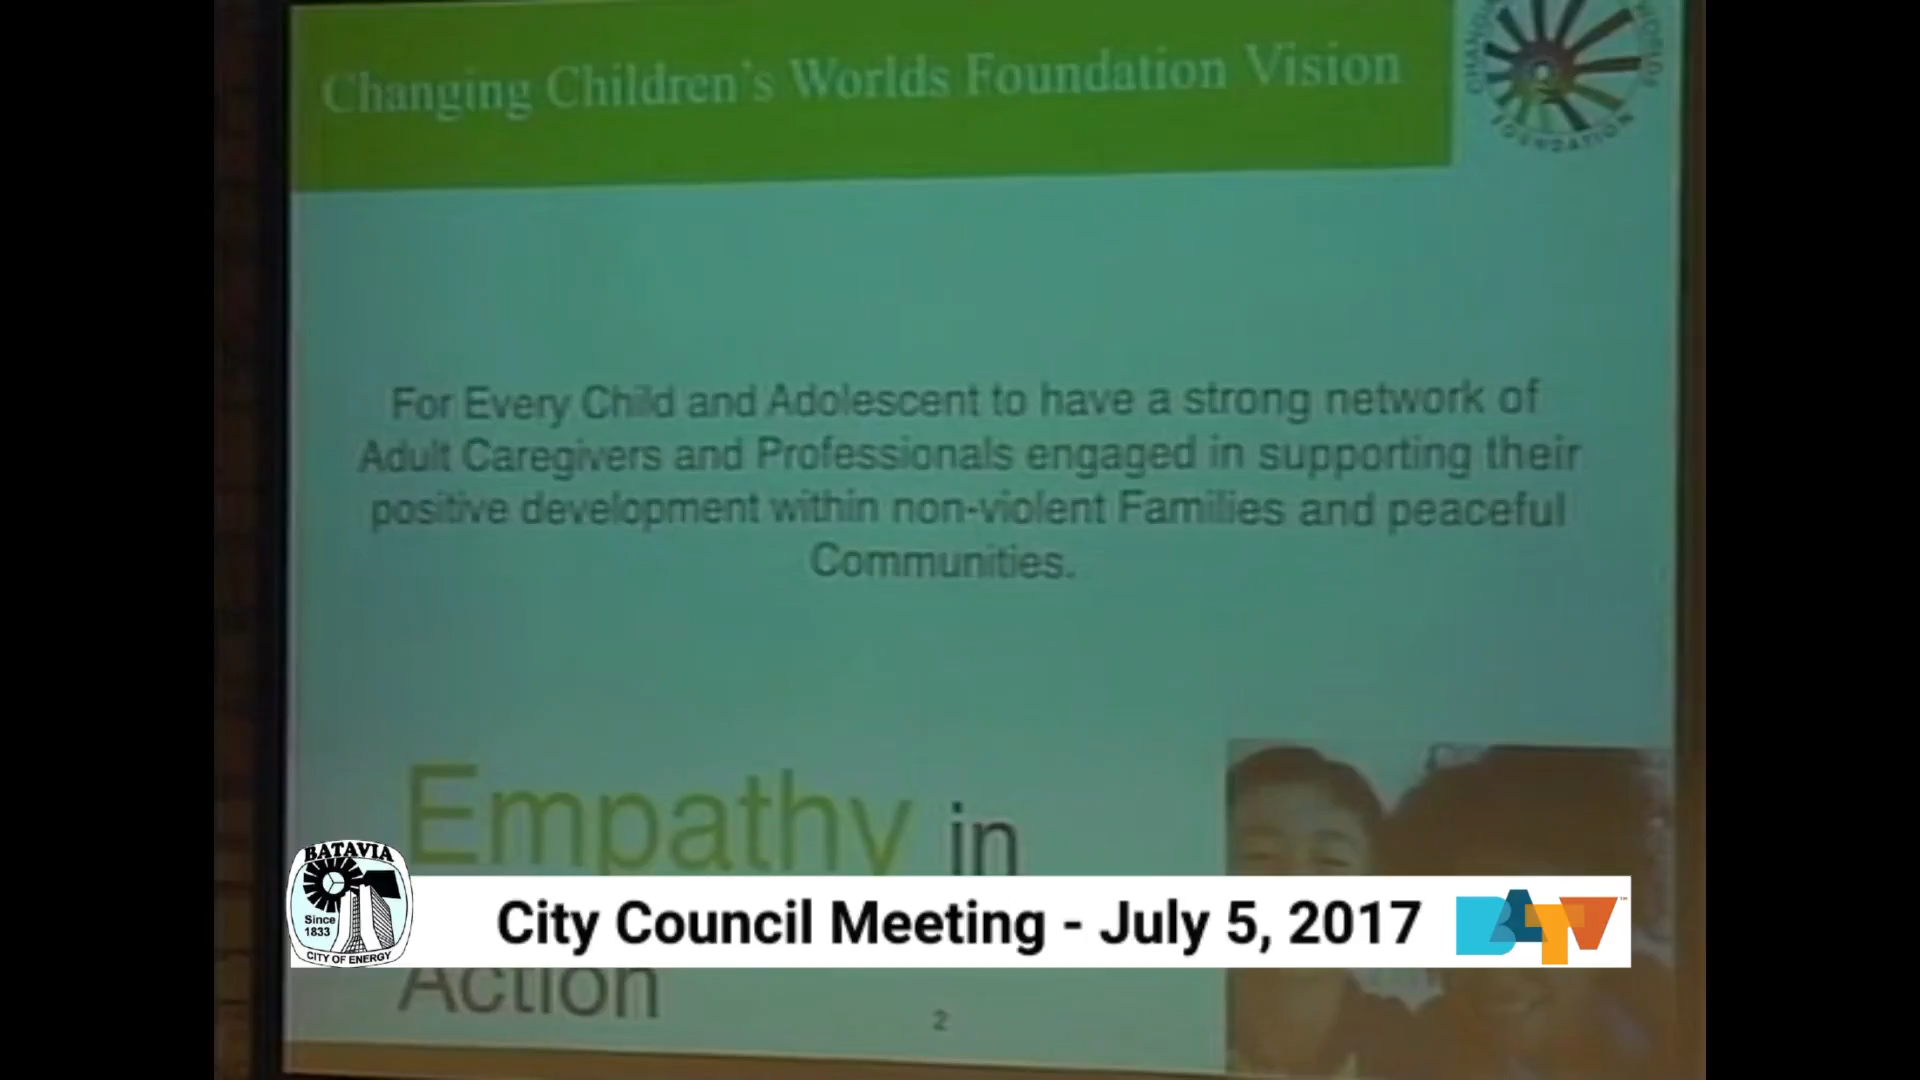 Changing Children's Worlds Foundation Vision
FOUNDATION
For Every Child and Adolescent to have a strong network of
Adult Caregivers and Professionals engaged in supporting their
positive development within non-violent Families and peaceful
Communities.
Empathy in
Action
2
BATAVIA
Since
1833
CITY OF ENERGY
City Council Meeting - July 5, 2017
BATV